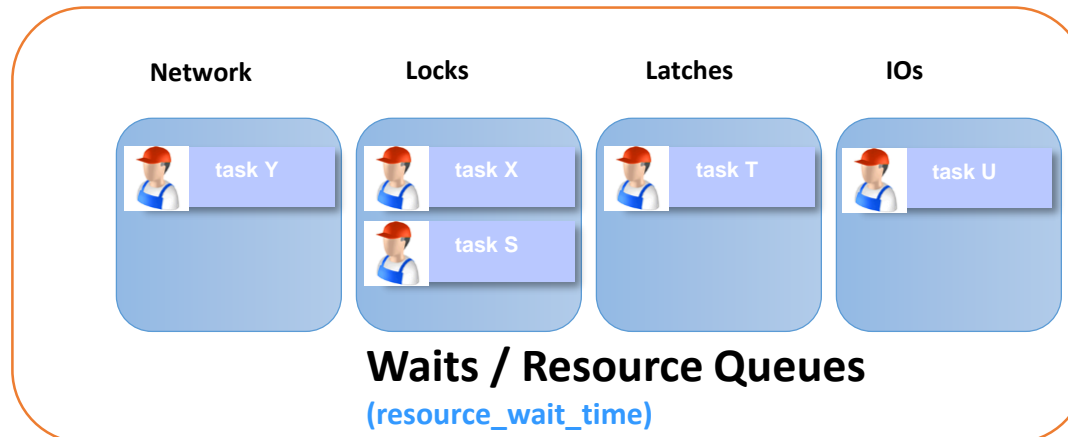 Network Locks Latches IOs
task Y task X task T task U
task S
Waits / Resource Queues
(resource_wait_time)